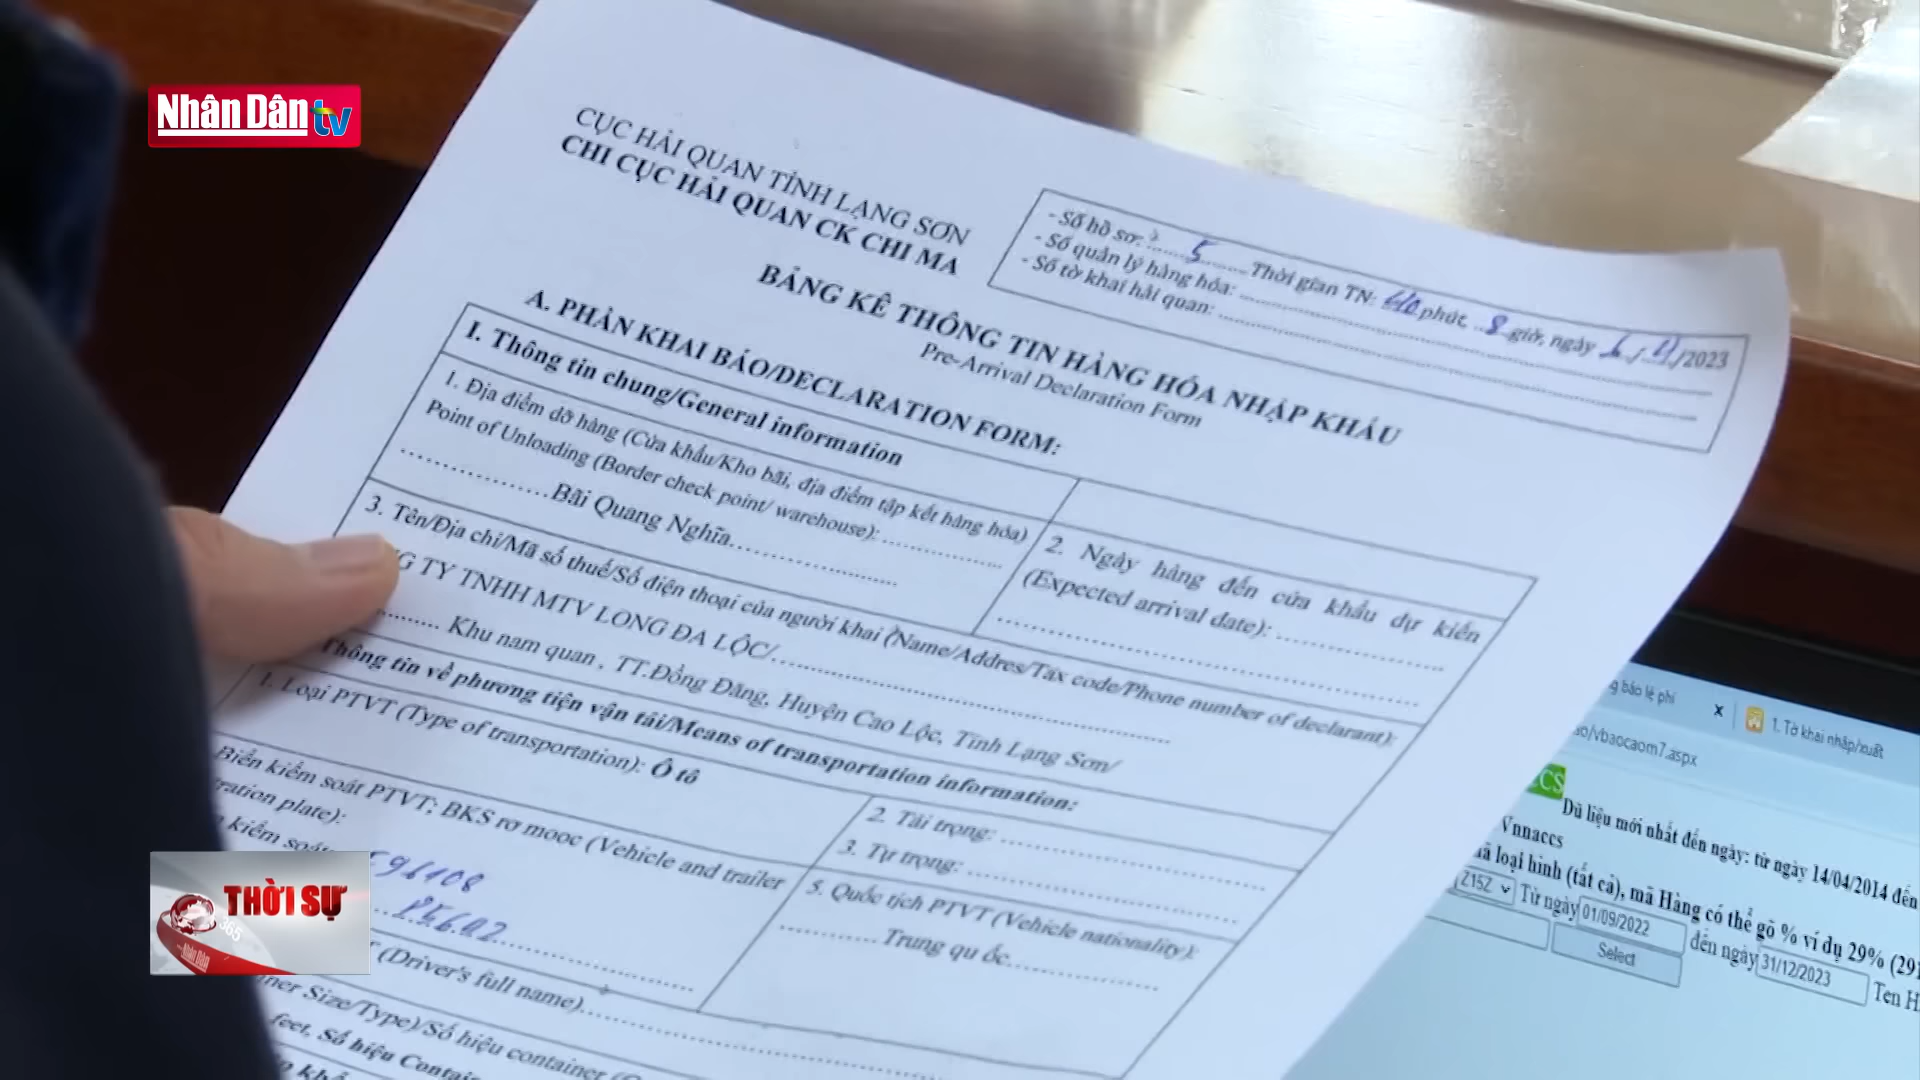 Nhân Dân tv
CỤC HẢI QUAN TỈNH LẠNG SƠN
CHI CỤC HẢI QUAN CK CHI MA
- Số hồ sơ: 5 Thời gian TN: 40 phút, 8 giờ, ngày /2023
- Số quản lý hàng hóa:
- Số tờ khai hải quan:
BẢNG KÊ THÔNG TIN HÀNG HÓA NHẬP KHẨU
Pre-Arrival Declaration Form
A. PHẦN KHAI BÁO/DECLARATION FORM:
I. Thông tin chung/General information
1. Địa điểm dỡ hàng (Cửa khẩu/Kho bãi, địa điểm tập kết hàng hóa)
Point of Unloading (Border check point/ warehouse):
Bãi Quang Nghĩa
2. Ngày hàng đến cửa khẩu dự kiến
(Expected arrival date):
3. Tên/Địa chỉ/Mã số thuế/Số điện thoại của người khai (Name/Addres/Tax code/Phone number of declarant):
TY TNHH MTV LONG ĐA LỘC/
Khu nam quan , TT.Đồng Đăng, Huyện Cao Lộc, Tỉnh Lạng Sơn/
Thông tin về phương tiện vận tải/Means of transportation information:
1. Loại PTVT (Type of transportation): Ô tô
2. Tải trọng:
3. Tự trọng:
Biển kiểm soát PTVT; BKS rơ mooc (Vehicle and trailer
ration plate):
kiểm soát
5. Quốc tịch PTVT (Vehicle nationality):
Trung qu ốc
(Driver's full name)
Size/Type)/Số hiệu container
feet, Số hiệu
THỜI SỰ
365
Nhân Dân
báo lệ phí x 1. Tờ khai nhập/xuất
/vbaocaom7.aspx
CS
Dũ liệu mới nhất đến ngày: từ ngày 14/04/2014 đến
Vnnaccs
loại hình (tất cả), mã Hàng có thể gõ % ví dụ 29% (29
Z15Z Từ ngày 01/09/2022 đến ngày 31/12/2023 Ten H
Select